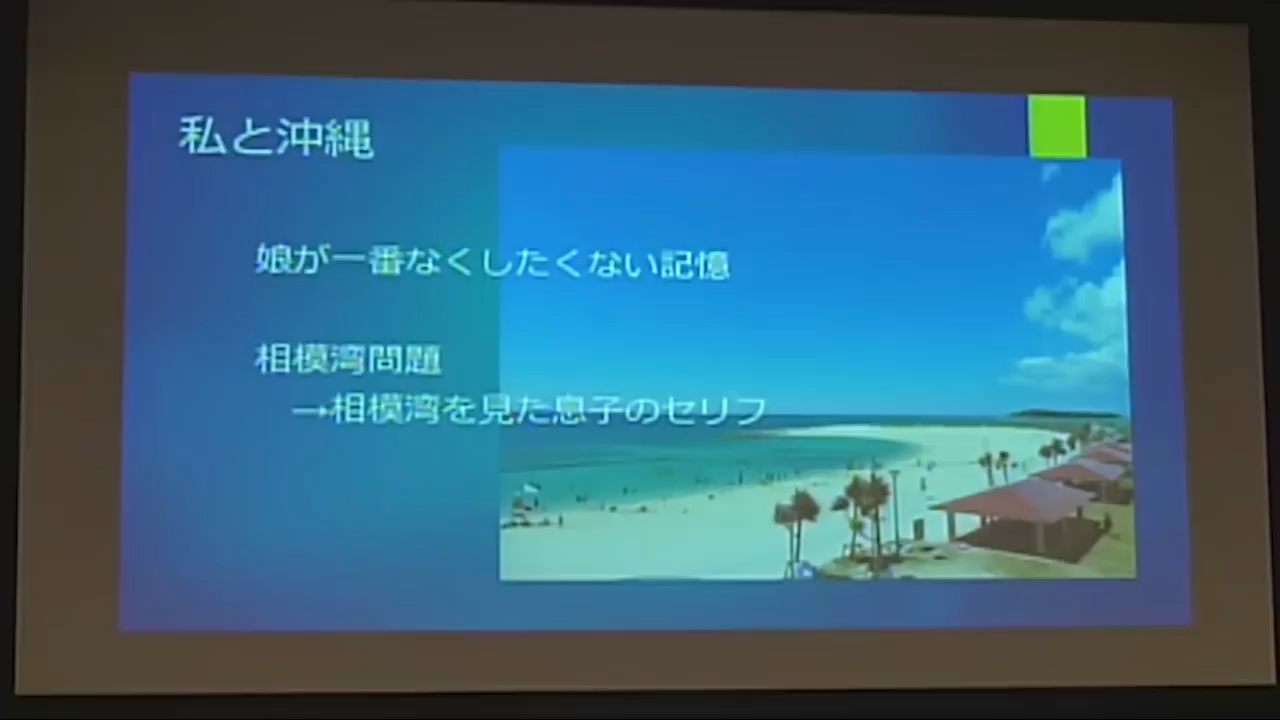 私と沖縄
娘が一番なくしたくない記憶
相模湾問題
→相模湾を見た息子のセリフ